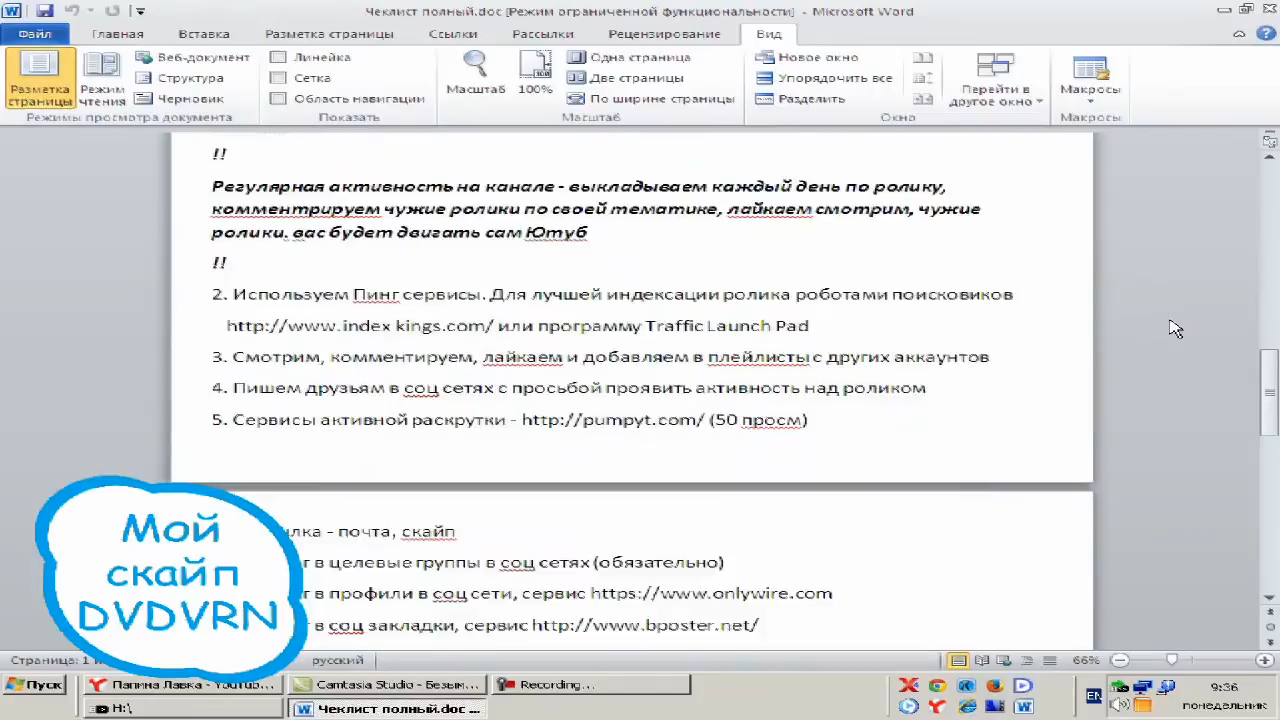 Чеклист полный.doc [Режим ограниченной функциональности] - Microsoft Word
Файл Главная Вставка Разметка страницы Ссылки Рассылки Рецензирование Вид
Разметка страницы
Режим чтения
Веб-документ
Структура
Черновик
Режимы просмотра документа
Линейка
Сетка
Область навигации
Показать
Масштаб
100%
Одна страница
Две страницы
По ширине страницы
Масштаб
Новое окно
Упорядочить все
Разделить
Перейти в другое окно
Окно
Макросы
Макросы
!!
Регулярная активность на канале - выкладываем каждый день по ролику,
комментрируем чужие ролики по своей тематике, лайкаем смотрим, чужие
ролики. вас будет двигать сам Ютуб
!!
2. Используем Пинг сервисы. Для лучшей индексации ролика роботами поисковиков
http://www.index kings.com/ или программу Traffic Launch Pad
3. Смотрим, комментируем, лайкаем и добавляем в плейлисты с других аккаунтов
4. Пишем друзьям в соц сетях с просьбой проявить активность над роликом
5. Сервисы активной раскрутки - http://pumpyt.com/ (50 просм)
- почта, скайп
в целевые группы в соц сетях (обязательно)
в профили в соц сети, сервис https://www.onlywire.com
в соц закладки, сервис http://www.bposter.net/
Мой
скайп
DVDVRN
Страница: 1
русский
66%
Пуск
Папина Лавка - YouTub...
Camtasia Studio - Безым...
Recording...
EN
9:36
H:\
Чеклист полный.doc ...
понедельник